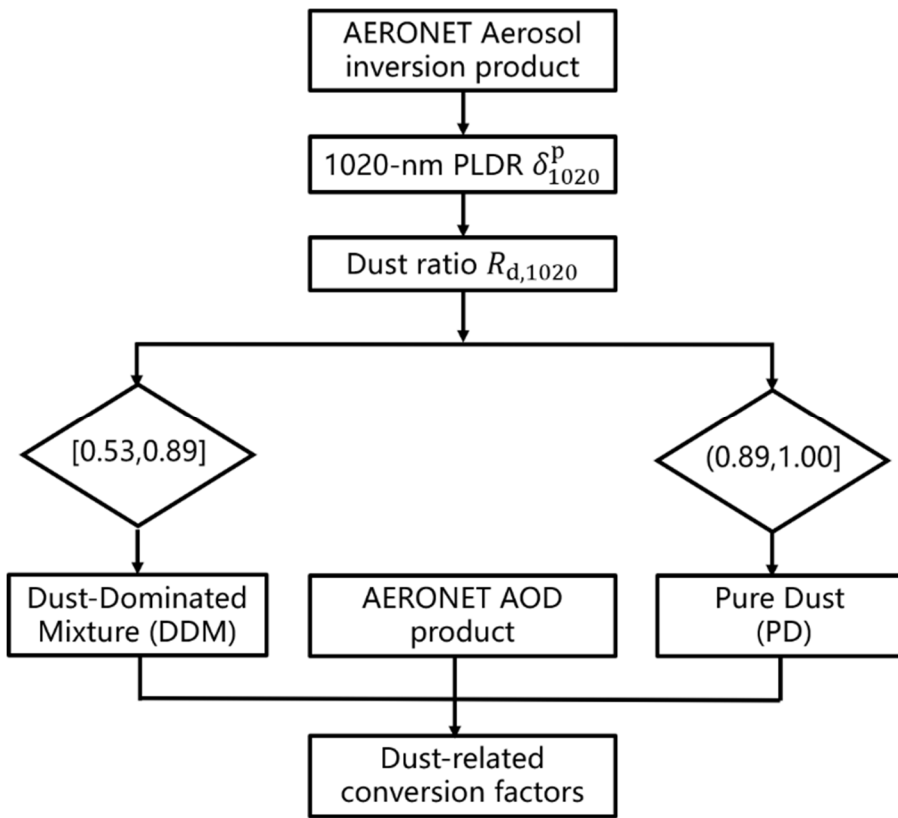 AERONET Aerosol
inversion product
1020-nm PLDR δ^p_1020
Dust ratio R_d,1020
[0.53,0.89]
(0.89,1.00]
Dust-Dominated
Mixture (DDM)
AERONET AOD
product
Pure Dust
(PD)
Dust-related
conversion factors